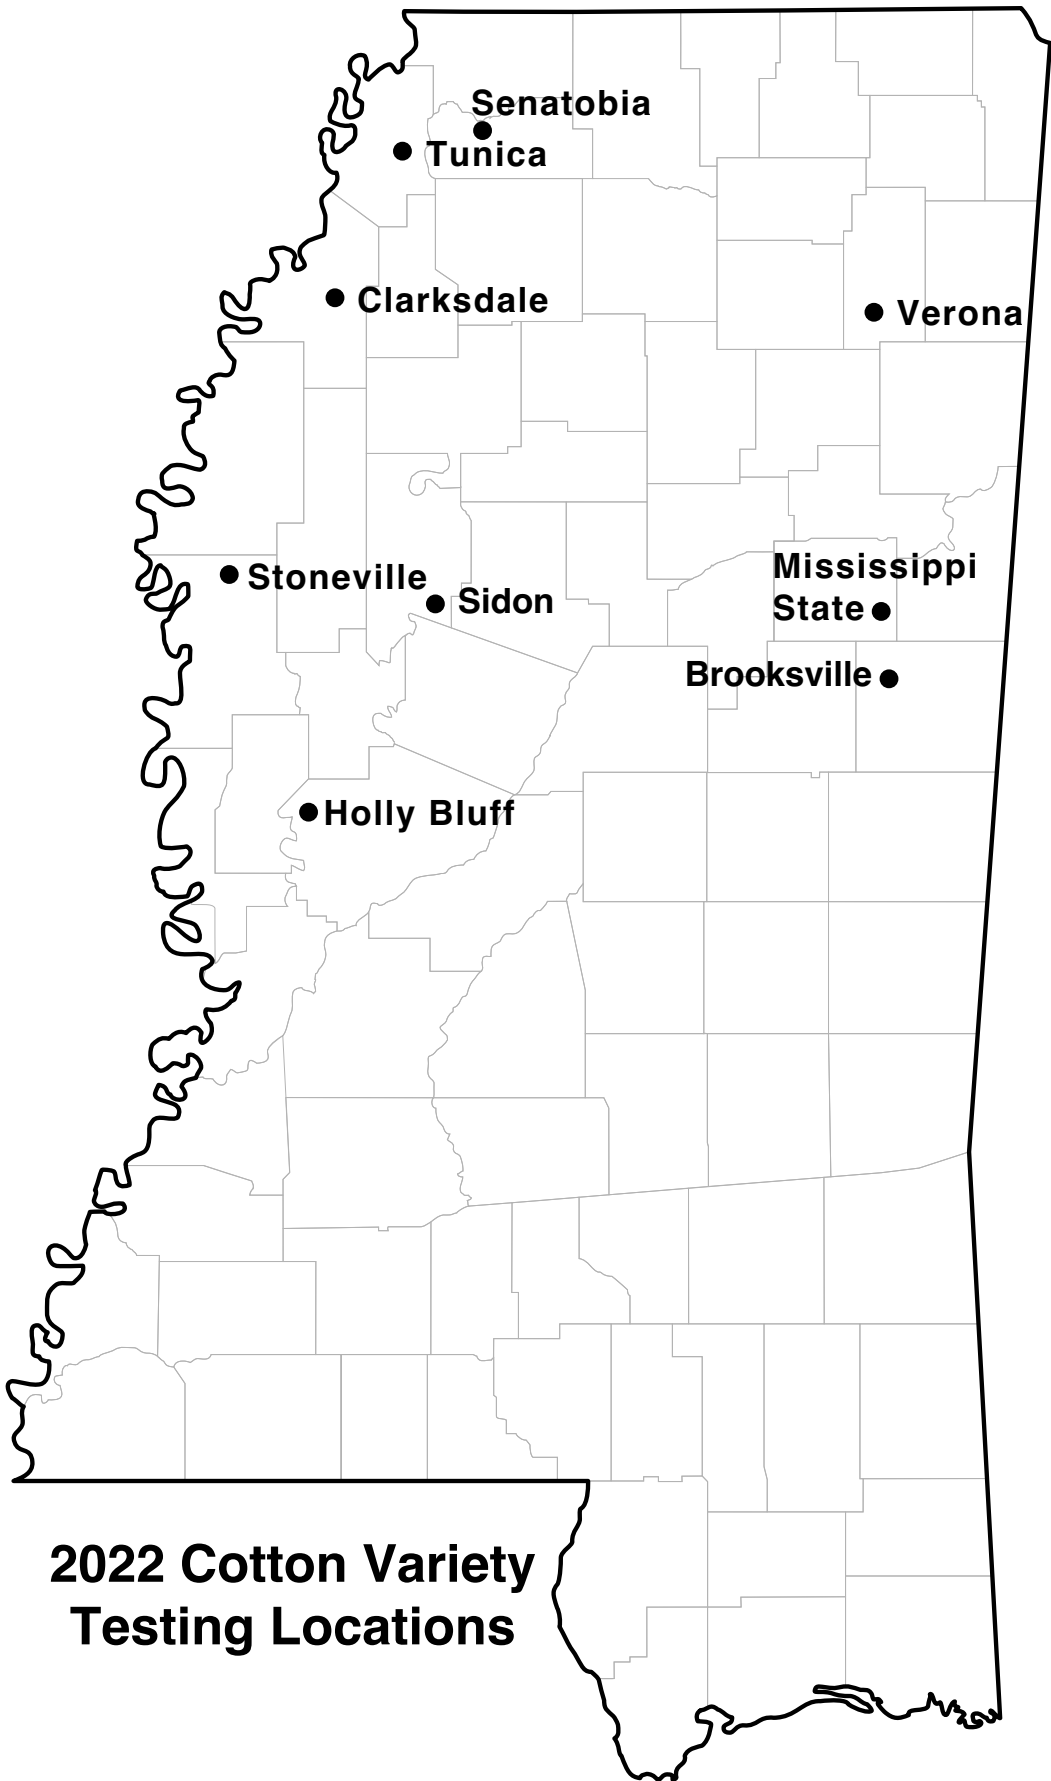 Senatobia
Tunica
Clarksdale
Verona
Stoneville
Sidon
Mississippi
State
Brooksville
Holly Bluff
2022 Cotton Variety
Testing Locations